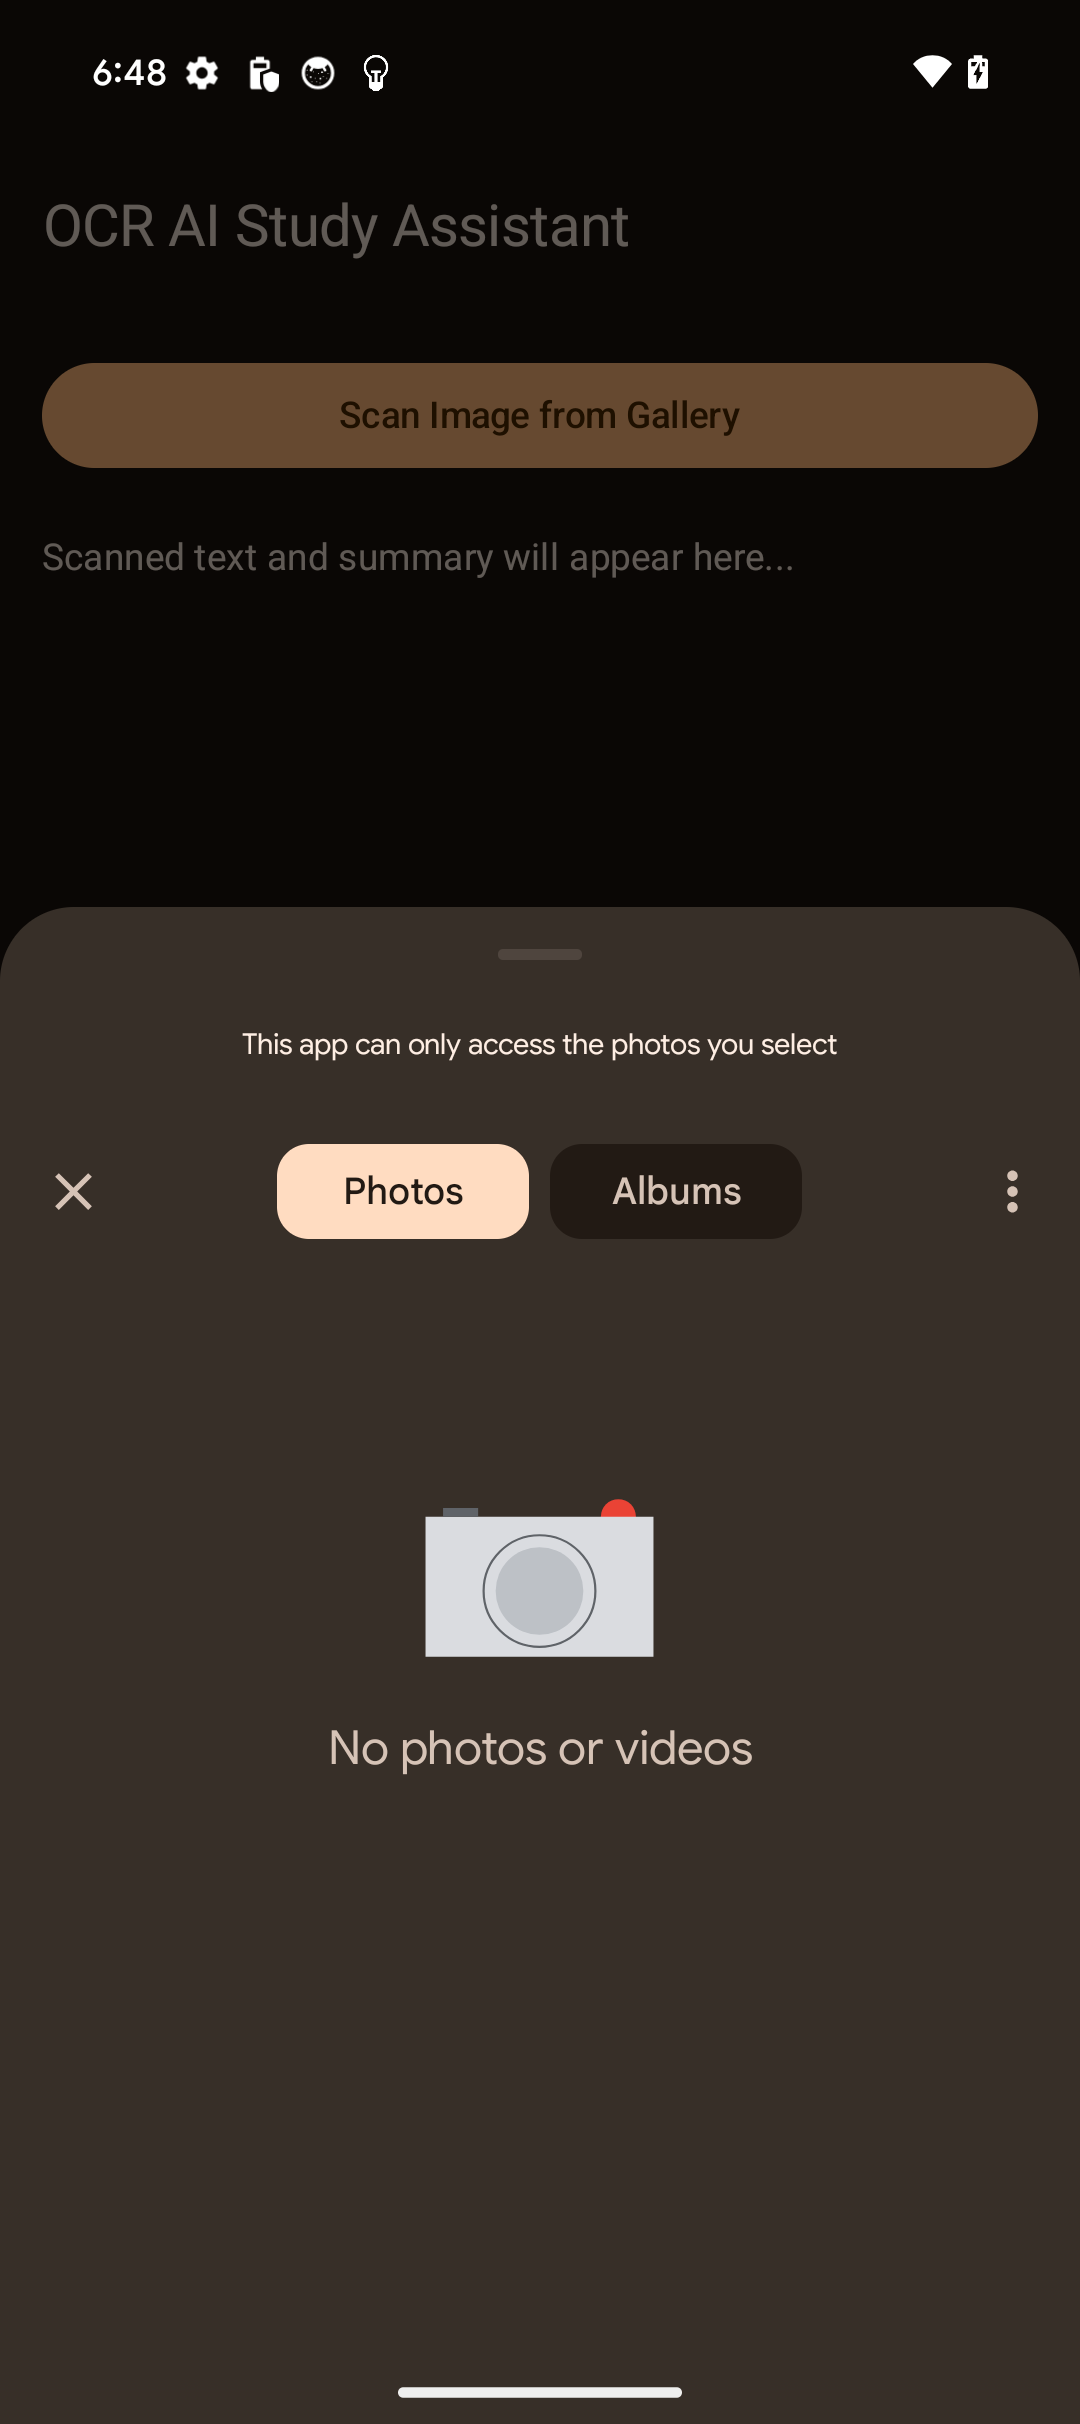 6:48
OCR AI Study Assistant
Scan Image from Gallery
Scanned text and summary will appear here...
This app can only access the photos you select
Photos
Albums
No photos or videos